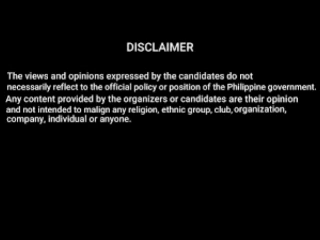 DISCLAIMER
The views and opinions expressed by the candidates do not
necessarily reflect to the official policy or position of the Philippine government.
Any content provided by the organizers or candidates are their opinion
and not intended to malign any religion, ethnic group, club, organization,
company, individual or anyone.